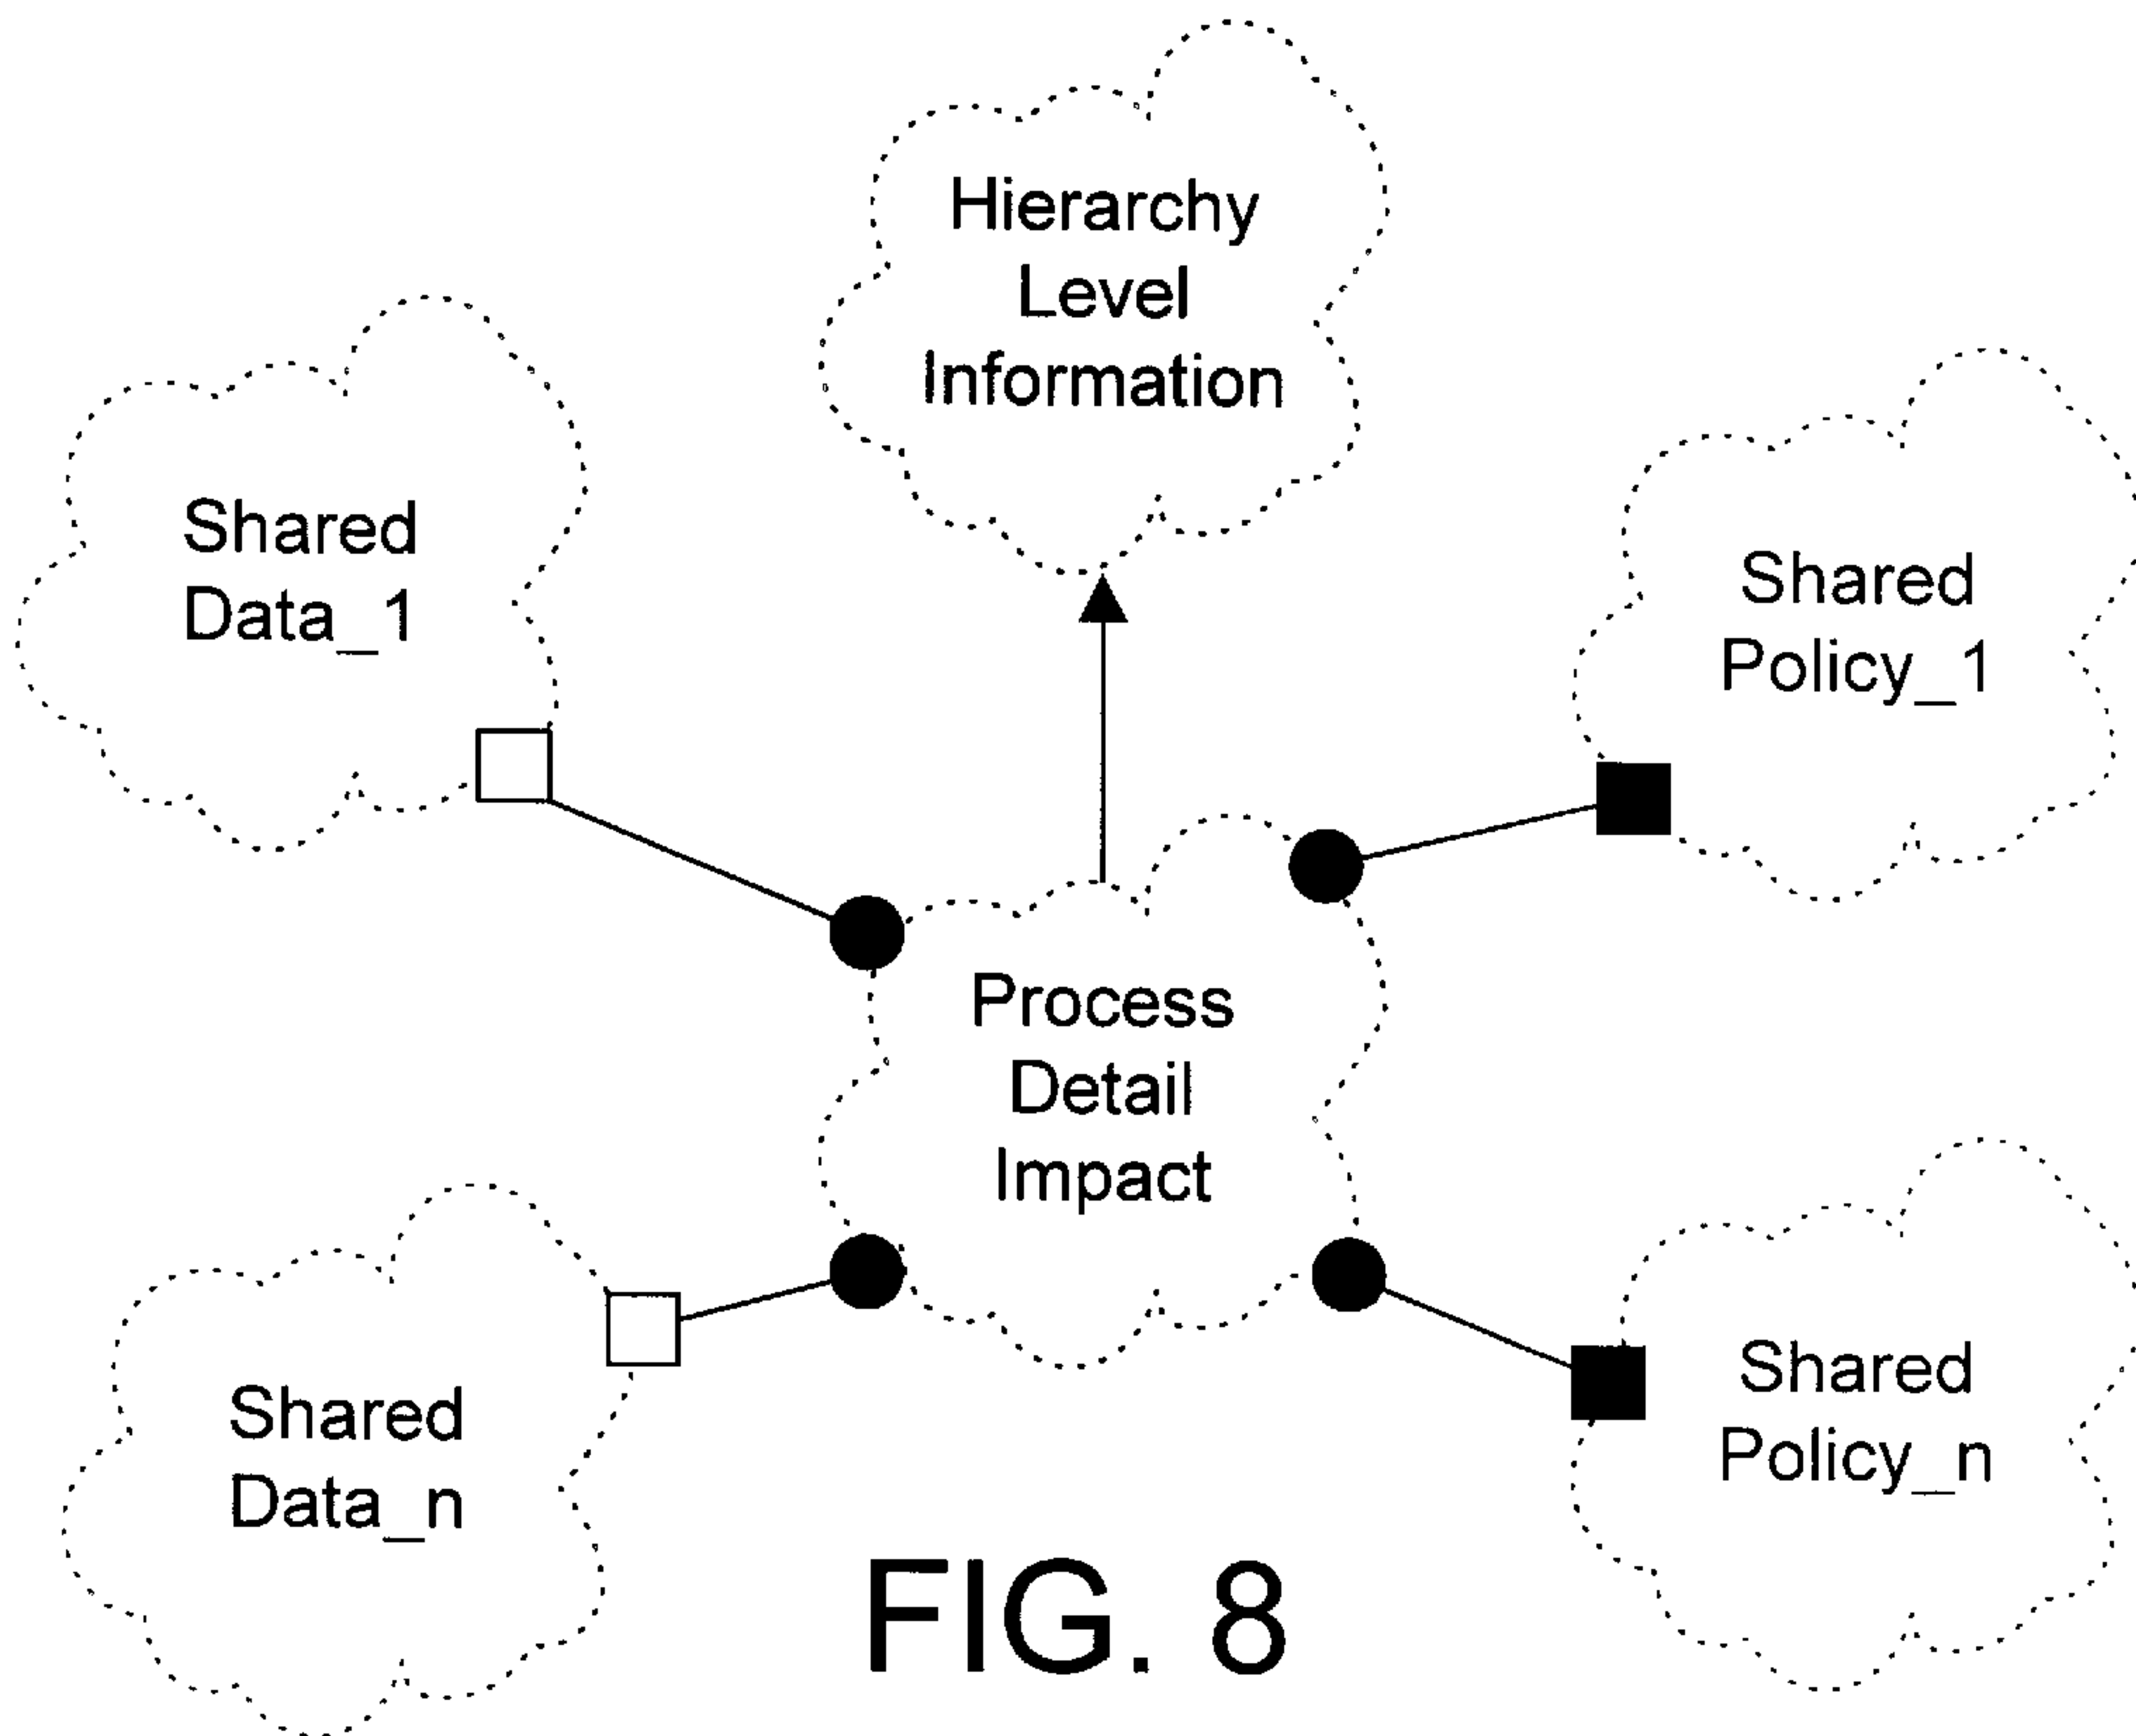 Hierarchy
Level
Information
Shared
Data_1
Shared
Policy_1
Process
Detail
Impact
Shared
Data_n
Shared
Policy_n
FIG. 8